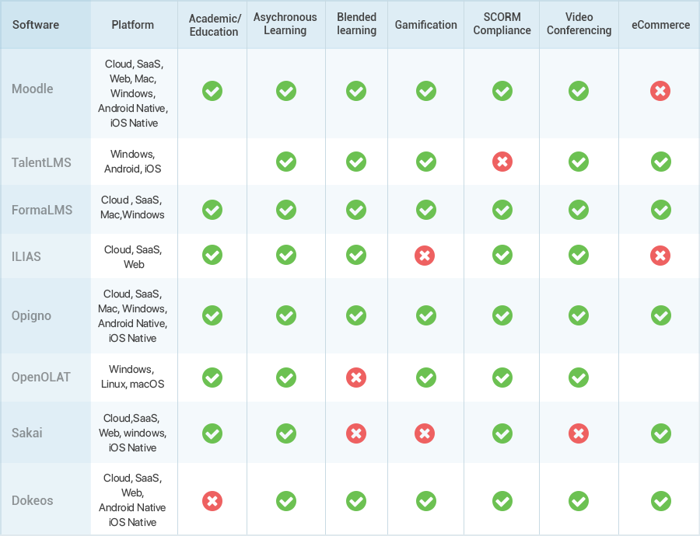 Software
Platform
Academic/
Education
Asychronous
Learning
Blended
learning
Gamification
SCORM
Compliance
Video
Conferencing
eCommerce
Moodle
Cloud, SaaS,
Web, Mac,
Windows,
Android Native,
iOS Native
TalentLMS
Windows,
Android, iOS
FormaLMS
Cloud , SaaS,
Mac,Windows
ILIAS
Cloud, SaaS,
Web
Opigno
Cloud, SaaS,
Mac, Windows,
Android Native,
iOS Native
OpenOLAT
Windows,
Linux, macOS
Sakai
Cloud,SaaS,
Web, windows,
iOS Native
Dokeos
Cloud, SaaS,
Web,
Android Native
iOS Native